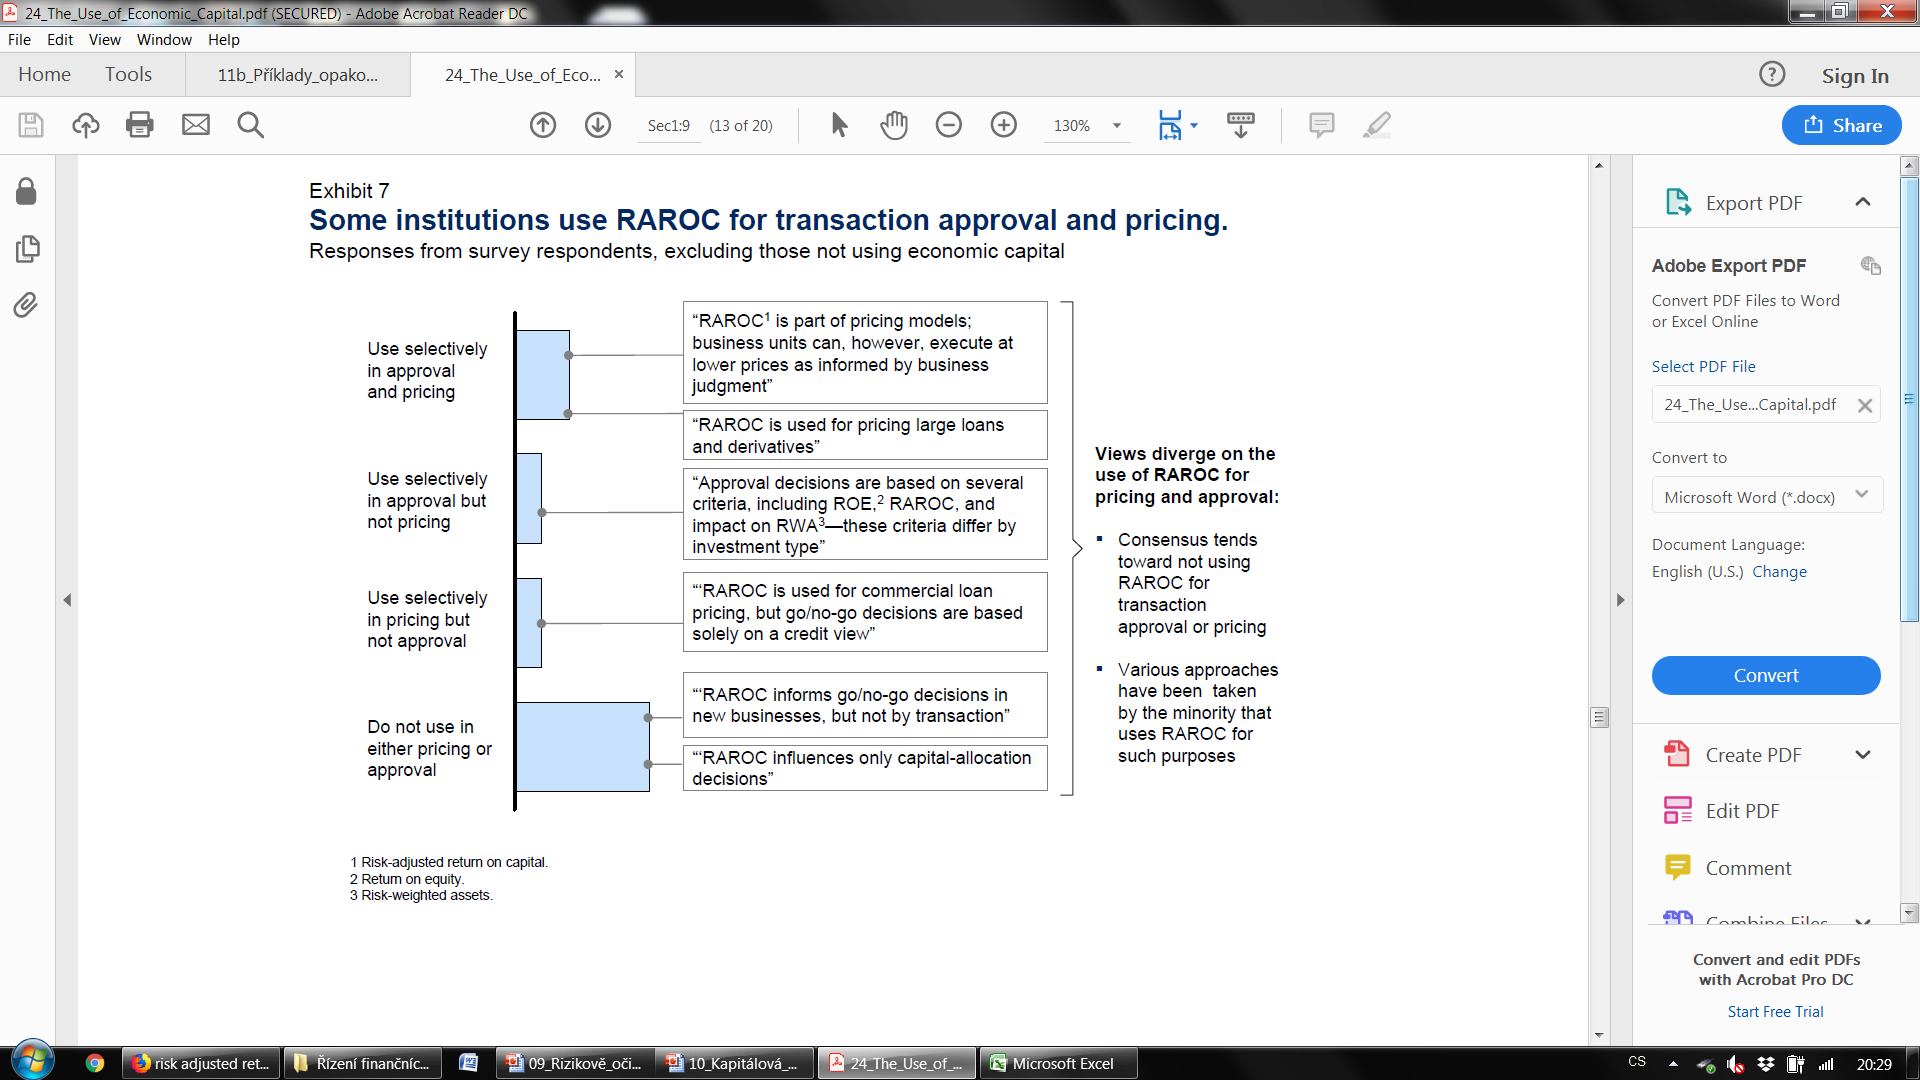 24_The_Use_of_Economic_Capital.pdf (SECURED) - Adobe Acrobat Reader DC
File Edit View Window Help
Home Tools 11b_Příklady_opako... 24_The_Use_of_Eco... Sign In
Sec1:9 (13 of 20) 130% Share
Exhibit 7
Some institutions use RAROC for transaction approval and pricing.
Responses from survey respondents, excluding those not using economic capital
Use selectively
in approval
and pricing
“RAROC1 is part of pricing models;
business units can, however, execute at
lower prices as informed by business
judgment”
“RAROC is used for pricing large loans
and derivatives”
Use selectively
in approval but
not pricing
“Approval decisions are based on several
criteria, including ROE,2 RAROC, and
impact on RWA3—these criteria differ by
investment type”
Use selectively
in pricing but
not approval
“‘RAROC is used for commercial loan
pricing, but go/no-go decisions are based
solely on a credit view”
Do not use in
either pricing or
approval
“‘RAROC informs go/no-go decisions in
new businesses, but not by transaction”
“‘RAROC influences only capital-allocation
decisions”
Views diverge on the
use of RAROC for
pricing and approval:
▪ Consensus tends
toward not using
RAROC for
transaction
approval or pricing
▪ Various approaches
have been taken
by the minority that
uses RAROC for
such purposes
1 Risk-adjusted return on capital.
2 Return on equity.
3 Risk-weighted assets.
Export PDF
Adobe Export PDF
Convert PDF Files to Word
or Excel Online
Select PDF File
24_The_Use...Capital.pdf
Convert to
Microsoft Word (*.docx)
Document Language:
English (U.S.) Change
Convert
Create PDF
Edit PDF
Comment
Combine Files
Convert and edit PDFs
with Acrobat Pro DC
Start Free Trial
risk adjusted ret... Řízení finančníc... 09_Rizikově_oči... 10_Kapitálová_... 24_The_Use_of_... Microsoft Excel CS 20:29